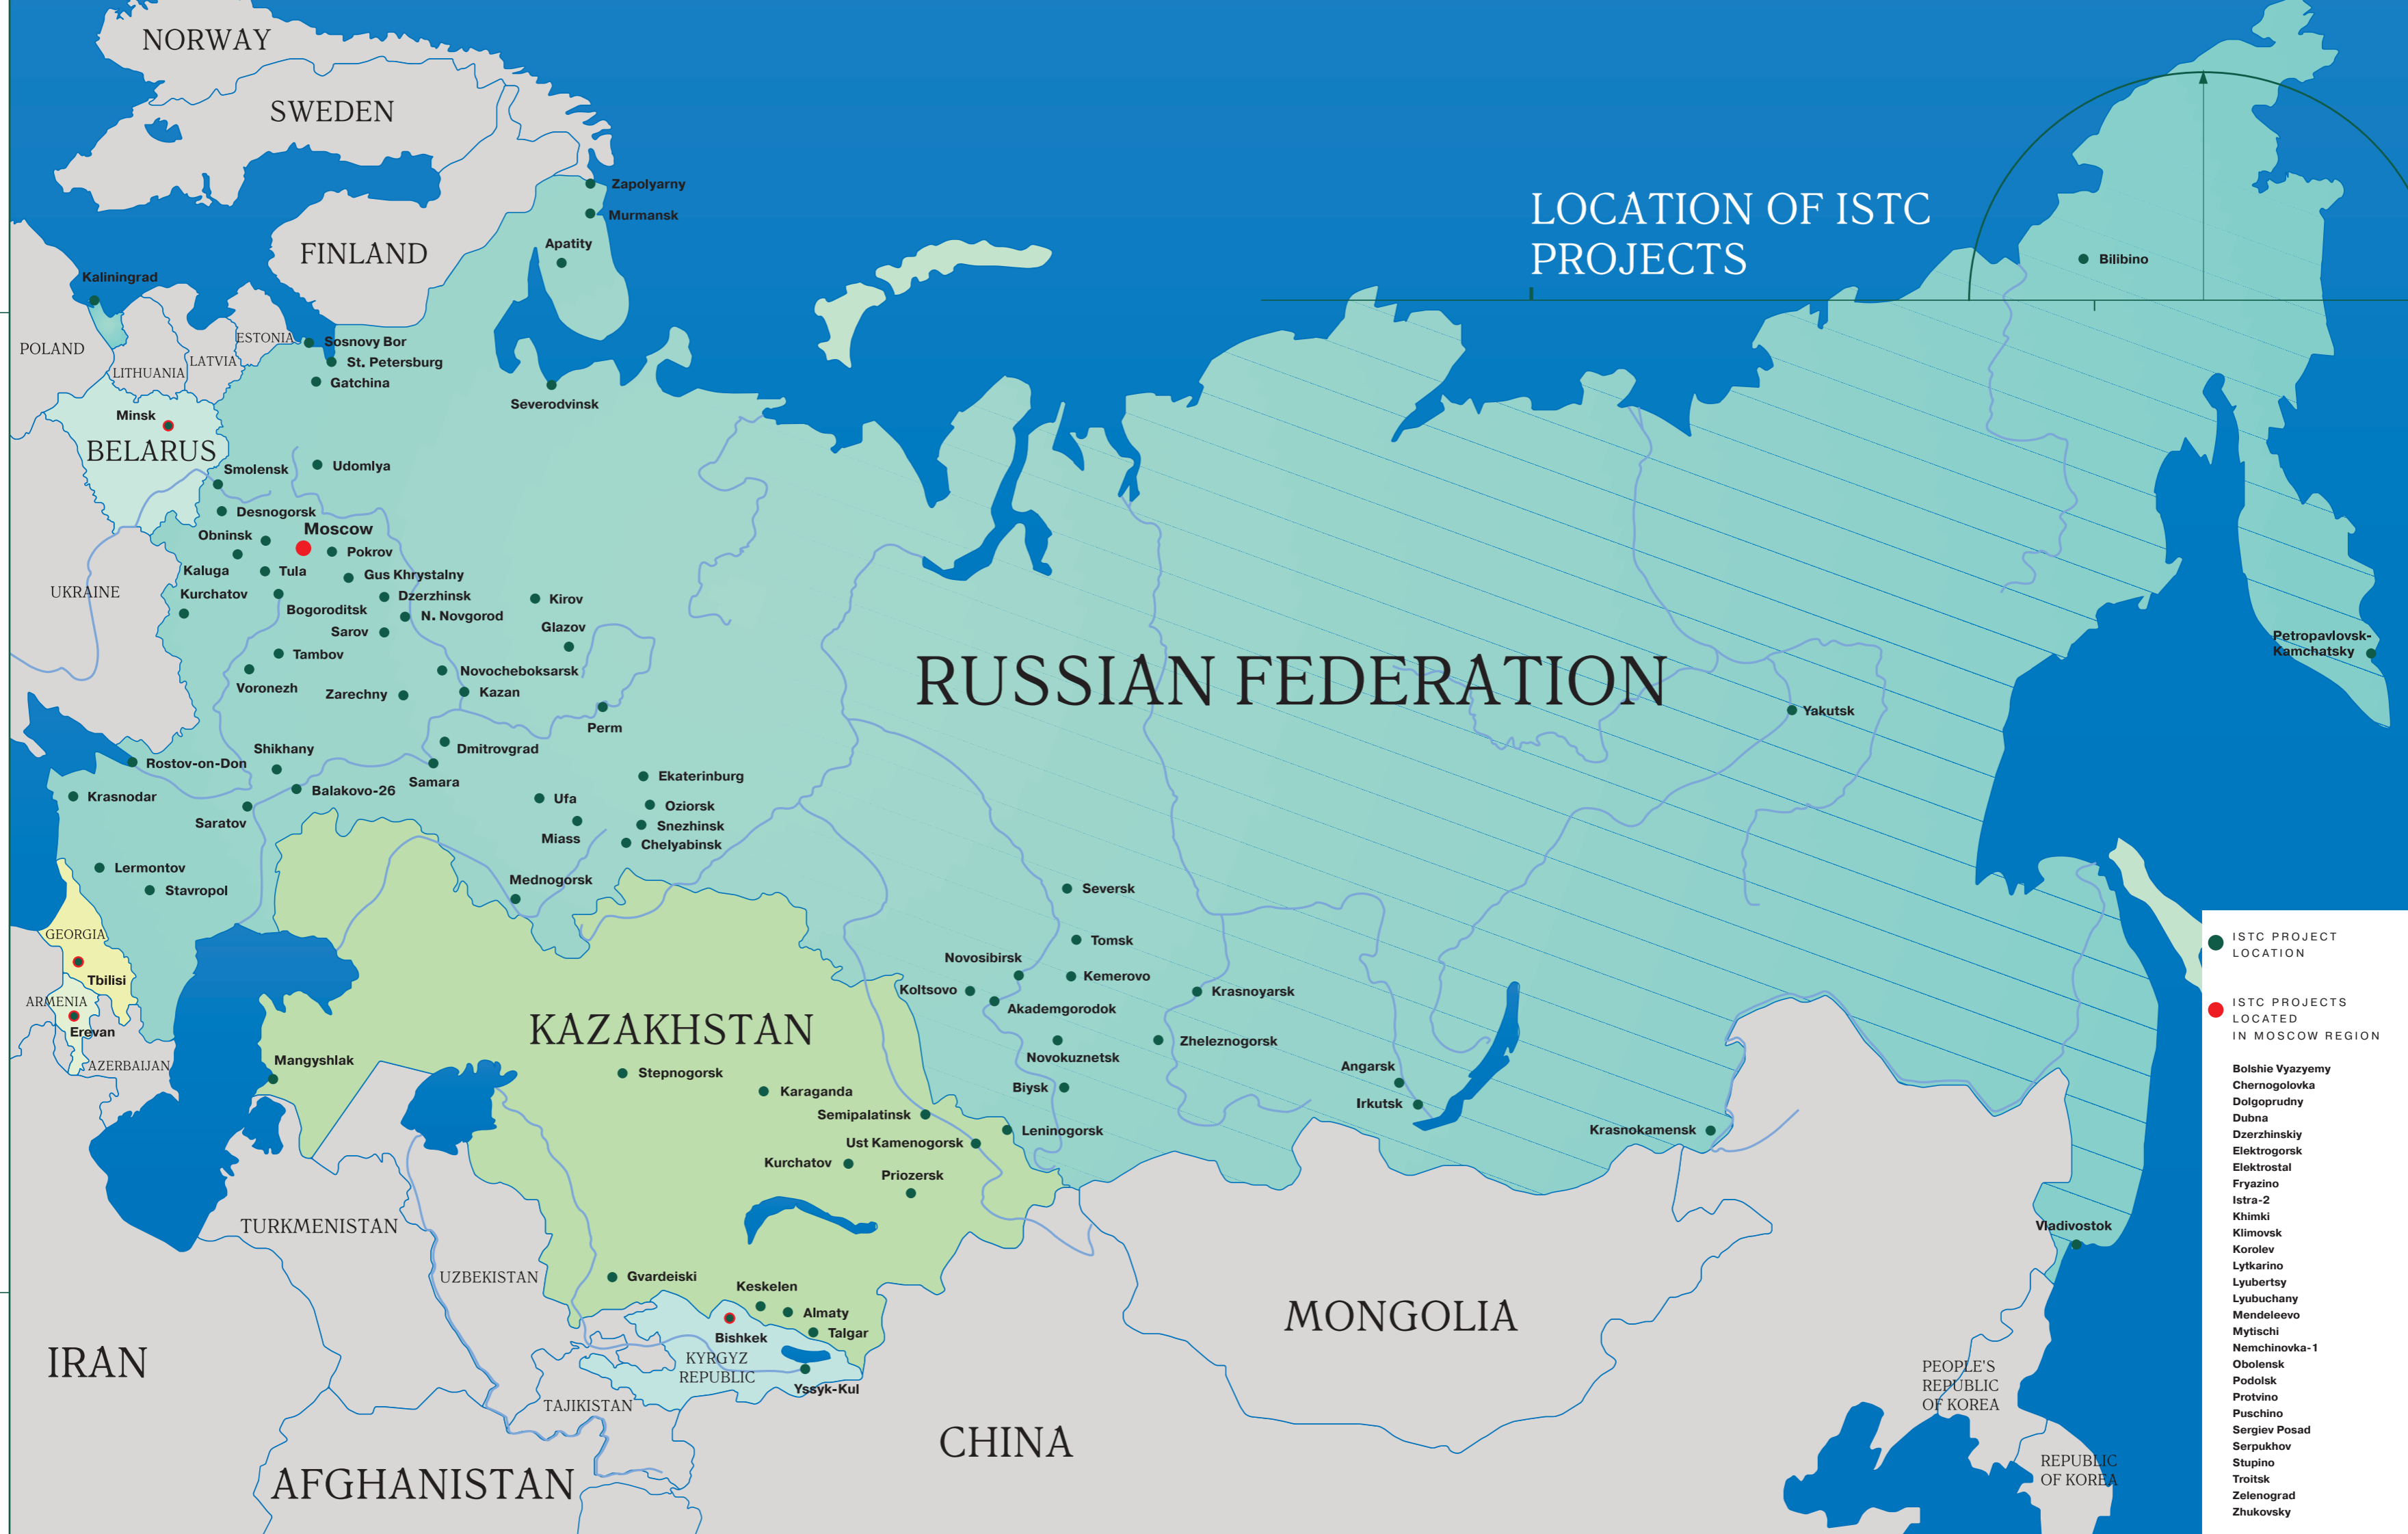 NORWAY
SWEDEN
FINLAND
Zapolyarny
Murmansk
Apatity
LOCATION OF ISTC
PROJECTS
Bilibino
Kaliningrad
POLAND
LITHUANIA
LATVIA
ESTONIA
Sosnovy Bor
St. Petersburg
Gatchina
Severodvinsk
Minsk
BELARUS
Smolensk
Udomlya
Desnogorsk
Obninsk
Moscow
Pokrov
Kaluga
Tula
Gus Khrystalny
UKRAINE
Kurchatov
Bogoroditsk
Dzerzhinsk
N. Novgorod
Sarov
Kirov
Glazov
Tambov
Voronezh
Zarechny
Novocheboksarsk
Kazan
Perm
RUSSIAN FEDERATION
Yakutsk
Petropavlovsk-
Kamchatsky
Shikhany
Dmitrovgrad
Rostov-on-Don
Samara
Balakovo-26
Krasnodar
Saratov
Ekaterinburg
Ufa
Oziorsk
Snezhinsk
Miass
Chelyabinsk
Lermontov
Stavropol
Mednogorsk
Seversk
Tomsk
Novosibirsk
Kemerovo
Koltsovo
Akademgorodok
Krasnoyarsk
Novokuznetsk
Zheleznogorsk
Biysk
Angarsk
Irkutsk
Krasnokamensk
GEORGIA
Tbilisi
ARMENIA
Erevan
AZERBAIJAN
Mangyshlak
KAZAKHSTAN
Stepnogorsk
Karaganda
Semipalatinsk
Leninogorsk
Ust Kamenogorsk
Kurchatov
Priozersk
TURKMENISTAN
UZBEKISTAN
Gvardeiski
Keskelen
Almaty
Talgar
Bishkek
KYRGYZ
REPUBLIC
Yssyk-Kul
TAJIKISTAN
IRAN
AFGHANISTAN
CHINA
MONGOLIA
Vladivostok
PEOPLE'S
REPUBLIC
OF KOREA
REPUBLIC
OF KOREA
ISTC PROJECT
LOCATION
ISTC PROJECTS
LOCATED
IN MOSCOW REGION
Bolshie Vyazyemy
Chernogolovka
Dolgoprudny
Dubna
Dzerzhinskiy
Elektrogorsk
Elektrostal
Fryazino
Istra-2
Khimki
Klimovsk
Korolev
Lytkarino
Lyubertsy
Lyubuchany
Mendeleevo
Mytischi
Nemchinovka-1
Obolensk
Podolsk
Protvino
Puschino
Sergiev Posad
Serpukhov
Stupino
Troitsk
Zelenograd
Zhukovsky